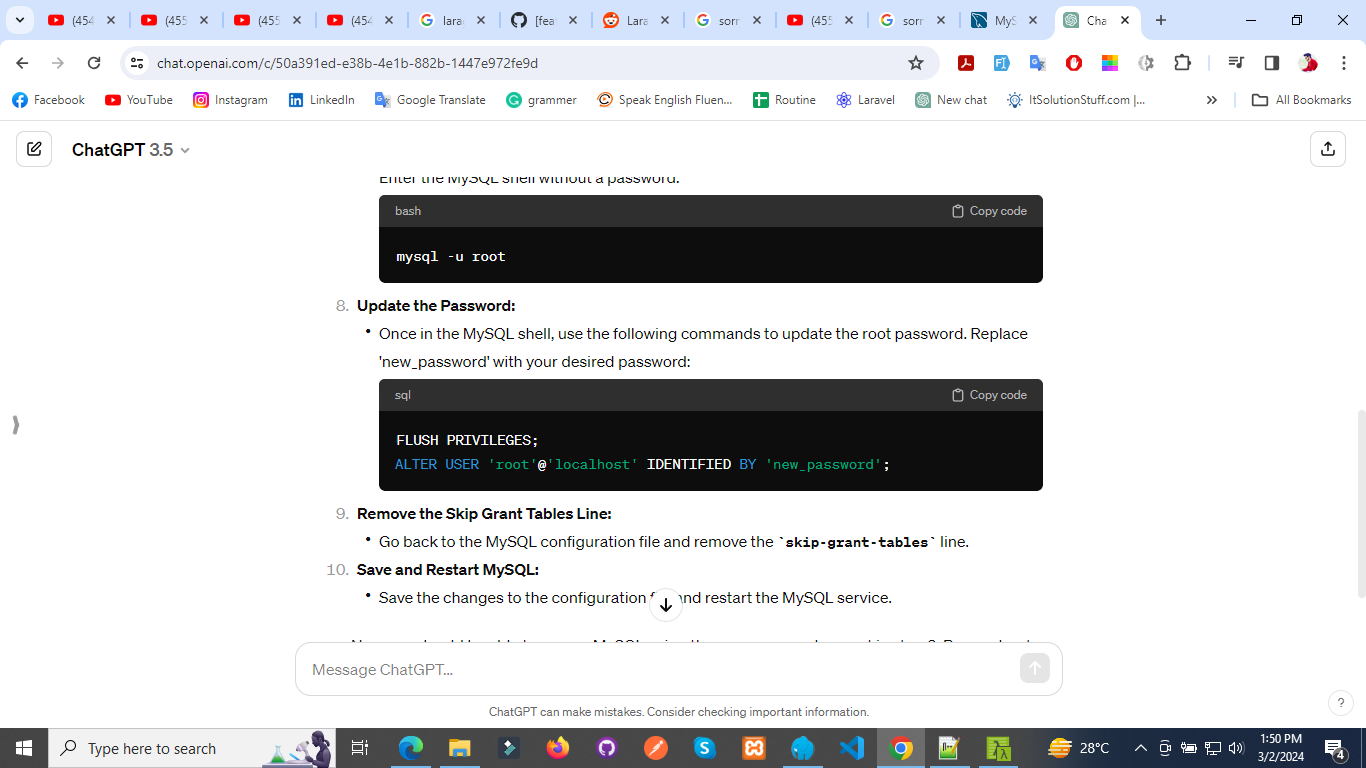 (454
(455
(455
(454
lara
[fea
Lara
sorr
(455
sorr
MyS
Cha
chat.openai.com/c/50a391ed-e38b-4e1b-882b-1447e972fe9d
Facebook
YouTube
Instagram
LinkedIn
Google Translate
grammer
Speak English Fluen...
Routine
Laravel
New chat
ItSolutionStuff.com |...
All Bookmarks
ChatGPT 3.5
Enter the MySQL shell without a password.
bash
Copy code
mysql -u root
8. Update the Password:
• Once in the MySQL shell, use the following commands to update the root password. Replace
'new_password' with your desired password:
sql
Copy code
FLUSH PRIVILEGES;
ALTER USER 'root'@'localhost' IDENTIFIED BY 'new_password';
9. Remove the Skip Grant Tables Line:
• Go back to the MySQL configuration file and remove the `skip-grant-tables` line.
10. Save and Restart MySQL:
• Save the changes to the configuration and restart the MySQL service.
Message ChatGPT...
ChatGPT can make mistakes. Consider checking important information.
?
Type here to search
28°C
1:50 PM
3/2/2024
4